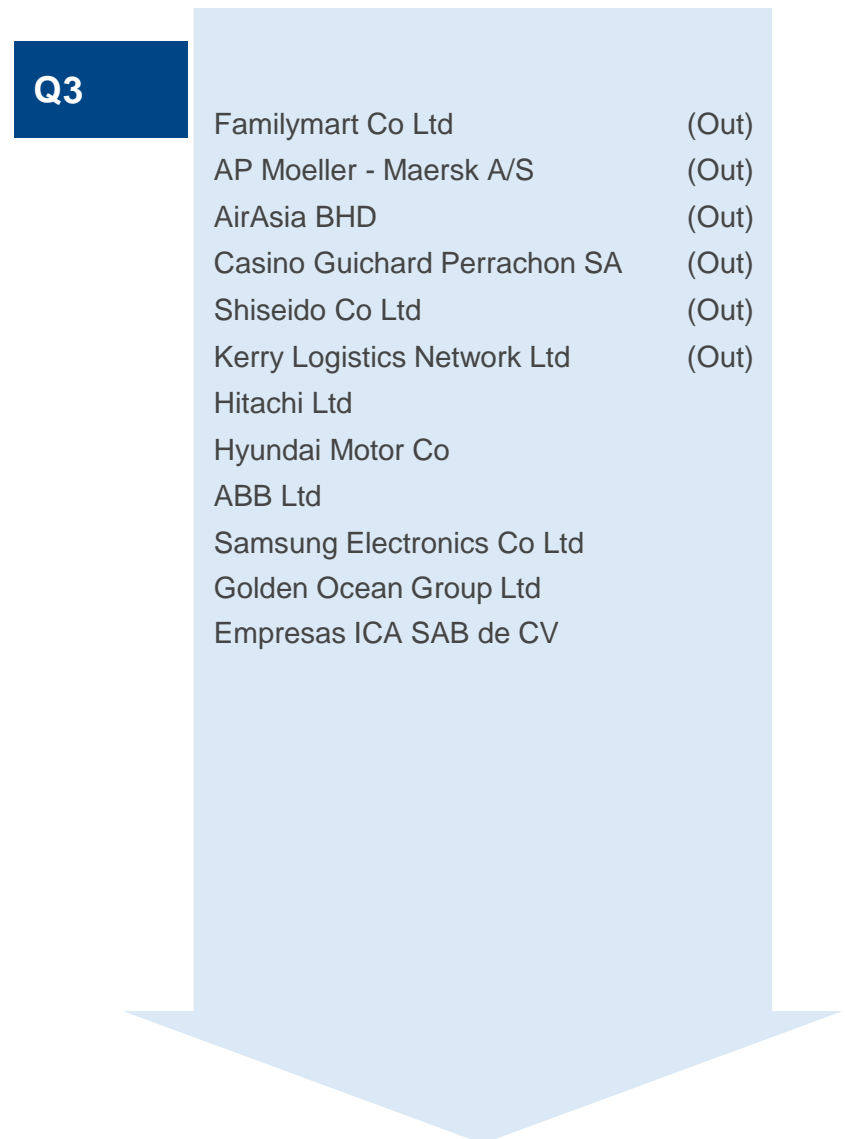 Q3
Familymart Co Ltd (Out)
AP Moeller - Maersk A/S (Out)
AirAsia BHD (Out)
Casino Guichard Perrachon SA (Out)
Shiseido Co Ltd (Out)
Kerry Logistics Network Ltd (Out)
Hitachi Ltd
Hyundai Motor Co
ABB Ltd
Samsung Electronics Co Ltd
Golden Ocean Group Ltd
Empresas ICA SAB de CV